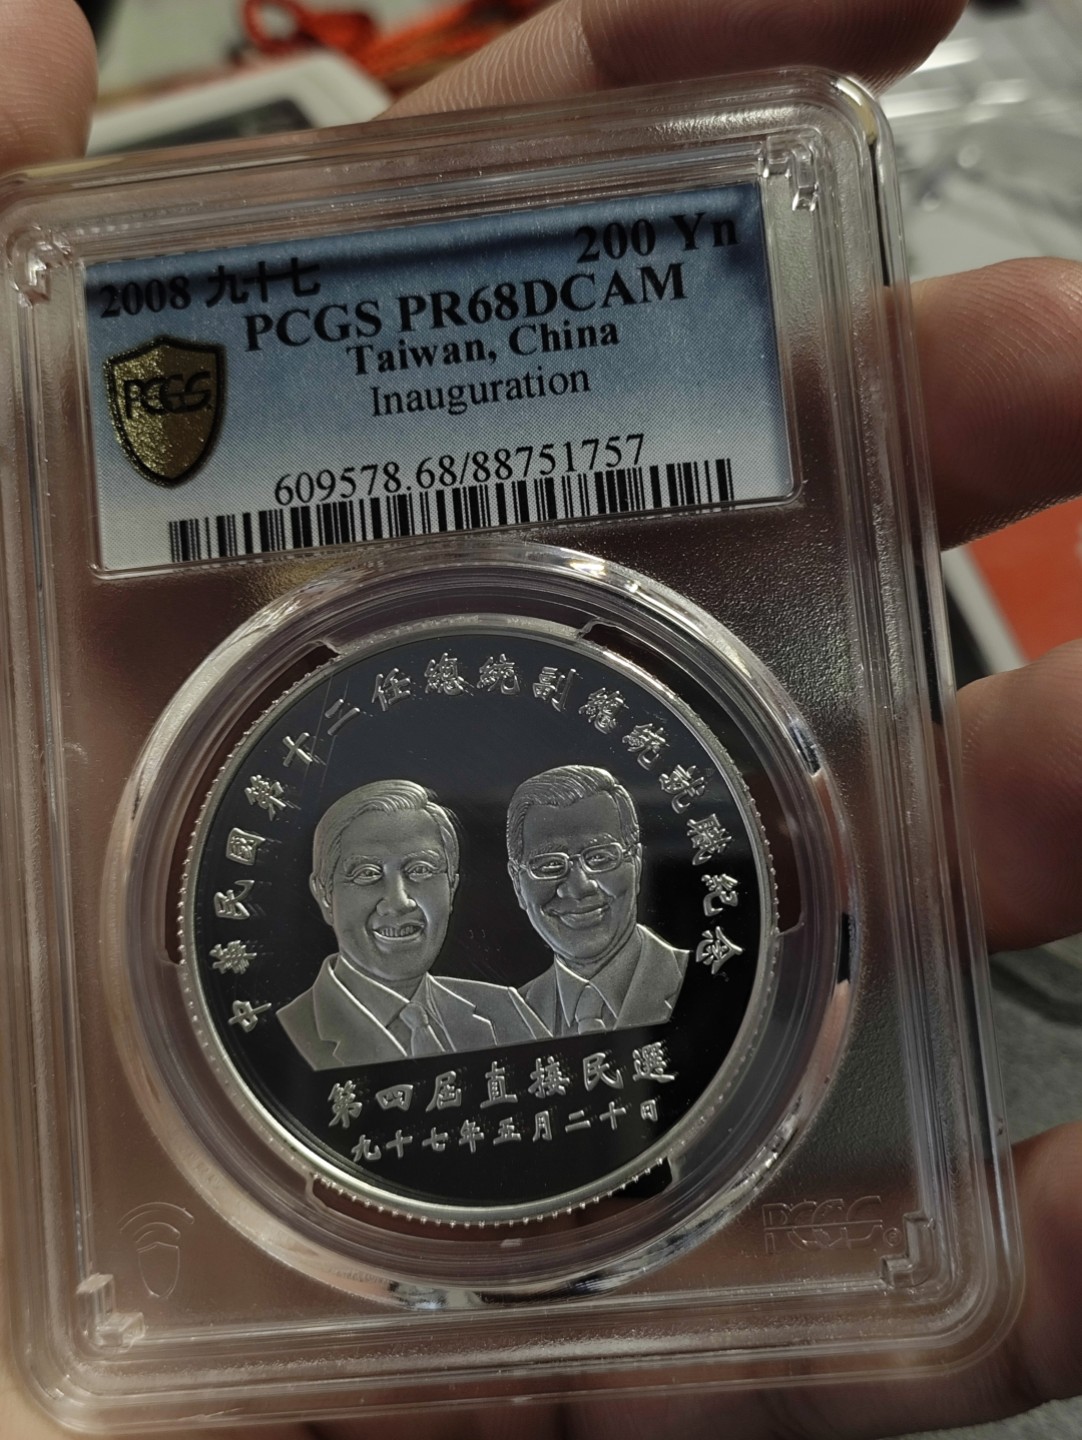 2008 九十七 200 Yn
PCGS PR68DCAM
Taiwan, China
Inauguration
PCGS
609578.68/88751757
中華民國第十二任總統副總統就職紀念
第四屆直接民選
九十七年五月二十日
PCGS